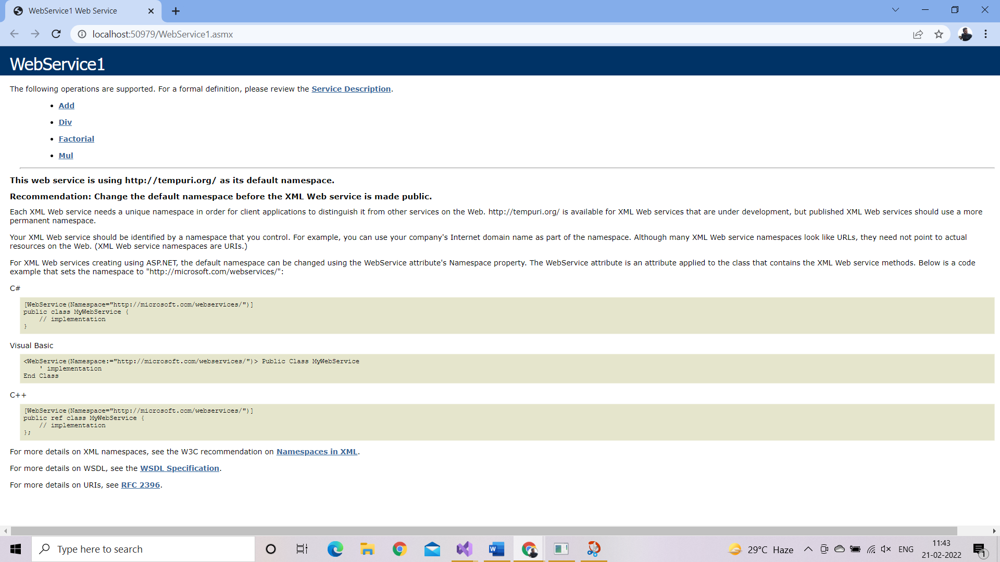 WebService1 Web Service
localhost:50979/WebService1.asmx
WebService1
The following operations are supported. For a formal definition, please review the Service Description.
Add
Div
Factorial
Mul
This web service is using http://tempuri.org/ as its default namespace.
Recommendation: Change the default namespace before the XML Web service is made public.
Each XML Web service needs a unique namespace in order for client applications to distinguish it from other services on the Web. http://tempuri.org/ is available for XML Web services that are under development, but published XML Web services should use a more
permanent namespace.
Your XML Web service should be identified by a namespace that you control. For example, you can use your company's Internet domain name as part of the namespace. Although many XML Web service namespaces look like URLs, they need not point to actual
resources on the Web. (XML Web service namespaces are URIs.)
For XML Web services creating using ASP.NET, the default namespace can be changed using the WebService attribute's Namespace property. The WebService attribute is an attribute applied to the class that contains the XML Web service methods. Below is a code
example that sets the namespace to "http://microsoft.com/webservices/":
C#
[WebService(Namespace="http://microsoft.com/webservices/")]
public class MyWebService {
// implementation
}
Visual Basic
<WebService(Namespace:="http://microsoft.com/webservices/")> Public Class MyWebService
' implementation
End Class
C++
[WebService(Namespace="http://microsoft.com/webservices/")]
public ref class MyWebService {
// implementation
};
For more details on XML namespaces, see the W3C recommendation on Namespaces in XML.
For more details on WSDL, see the WSDL Specification.
For more details on URIs, see RFC 2396.
Type here to search
W
29°C Haze
ENG
11:43
21-02-2022
1